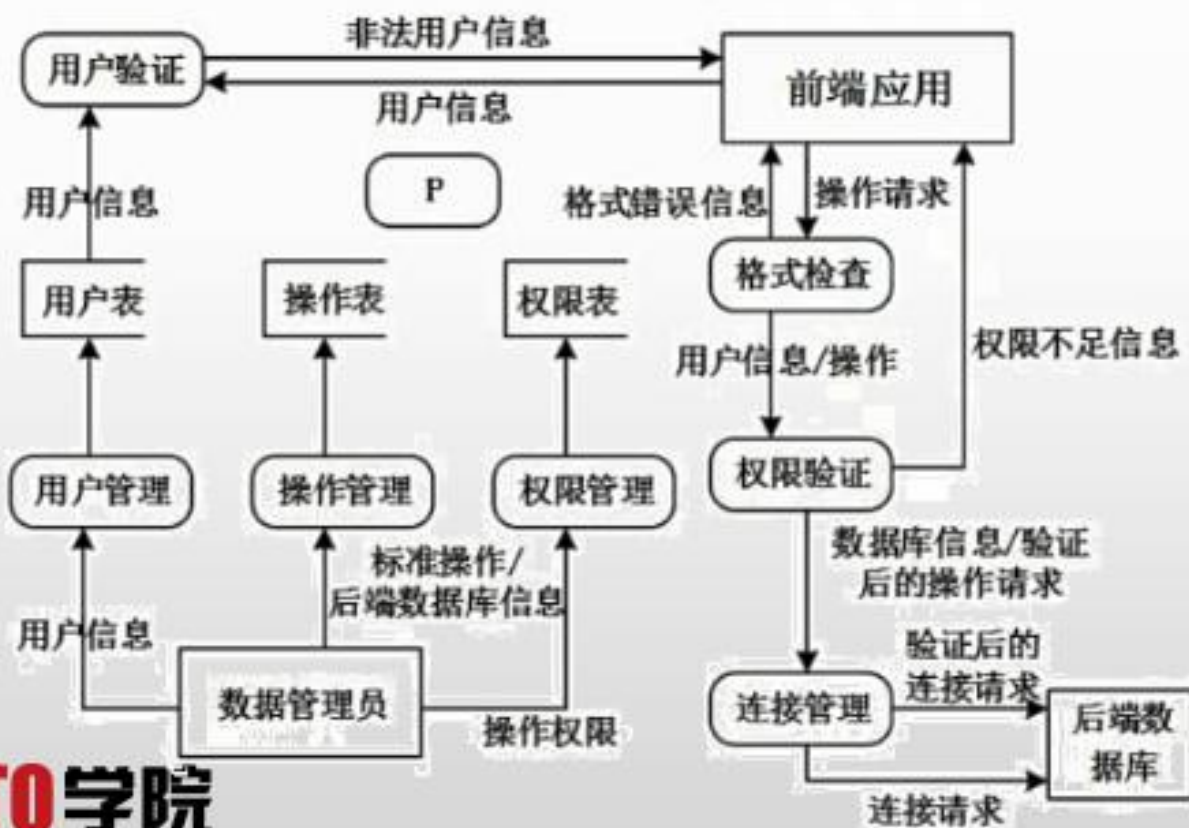 非法用户信息
用户验证
前端应用
用户信息
P
用户信息
格式错误信息
操作请求
格式检查
用户表
操作表
权限表
用户信息/操作
权限不足信息
用户管理
操作管理
权限管理
权限验证
标准操作/
后端数据库信息
数据库信息/验证
后的操作请求
用户信息
验证后的
连接请求
数据管理员
操作权限
连接管理
后端数
据库
连接请求
TO学院